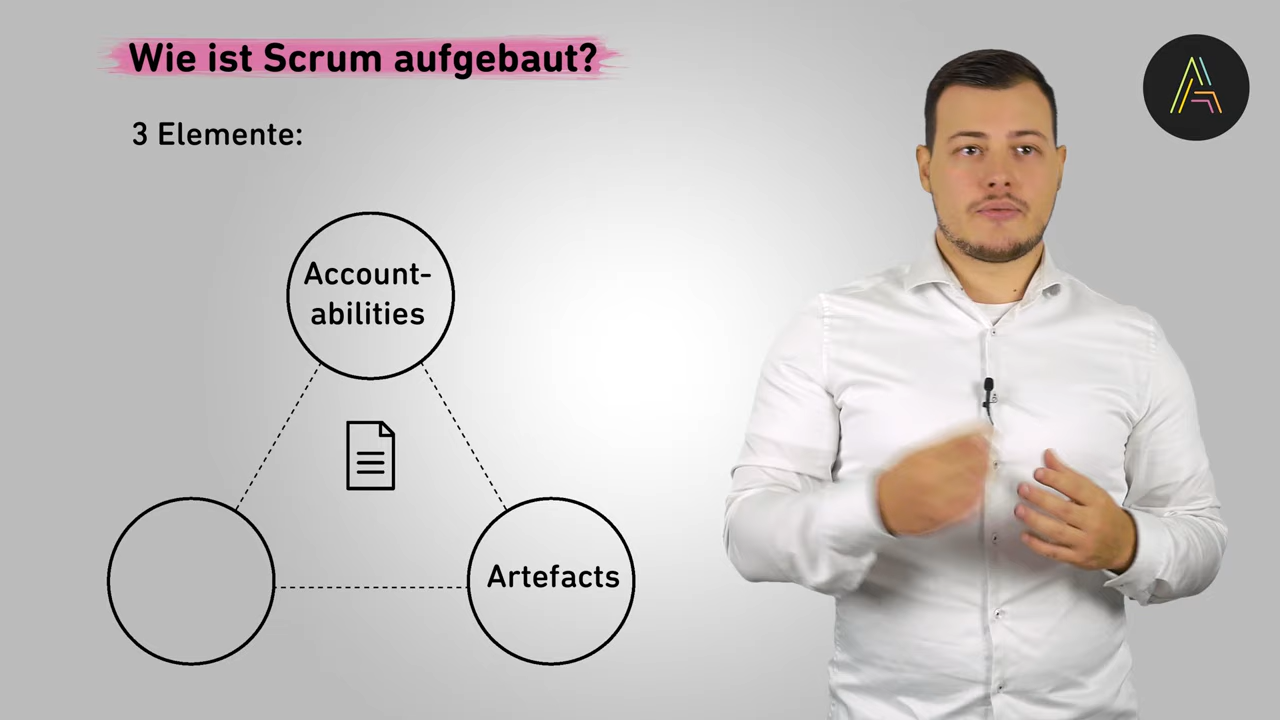 Wie ist Scrum aufgebaut?
3 Elemente:
Account-
abilities
Artefacts